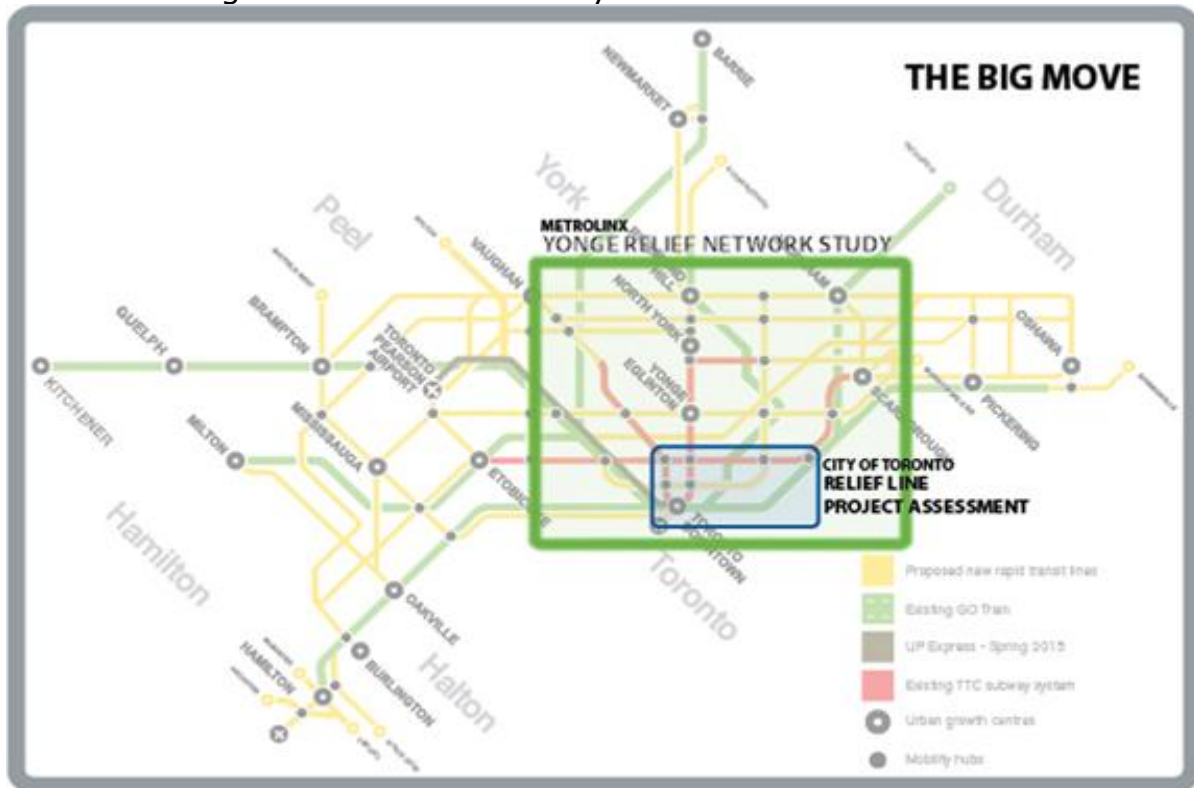 THE BIG MOVE
BARRIE
NEWMARKET
York
Durham
Peel
METROLINX
YONGE RELIEF NETWORK STUDY
VAUGHAN
HILL
NORTH YORK
GUELPH
BRAMPTON
TORONTO
PEARSON
AIRPORT
YONGE
EGLINTON
OSHAWA
KITCHENER
MILTON
MISSISSAUGA
SCARBOROUGH
PICKERING
ETOBICOKE
CITY OF TORONTO
RELIEF LINE
PROJECT ASSESSMENT
TORONTO
DOWNTOWN
Hamilton
Toronto
OAKVILLE
BURLINGTON
HAMILTON
Halton
Proposed new rapid transit lines
Existing GO Train
UP Express - Spring 2015
Existing TTC subway system
Urban growth centres
Mobility hubs